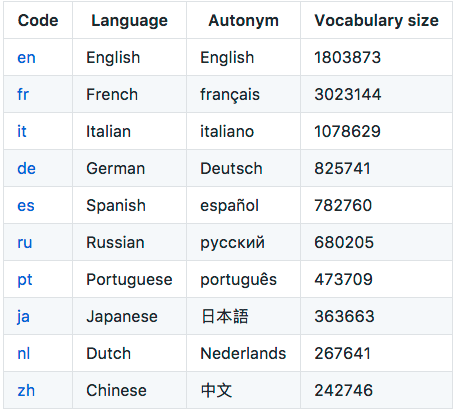 Code Language Autonym Vocabulary size
en English English 1803873
fr French français 3023144
it Italian italiano 1078629
de German Deutsch 825741
es Spanish español 782760
ru Russian русский 680205
pt Portuguese português 473709
ja Japanese 日本語 363663
nl Dutch Nederlands 267641
zh Chinese 中文 242746